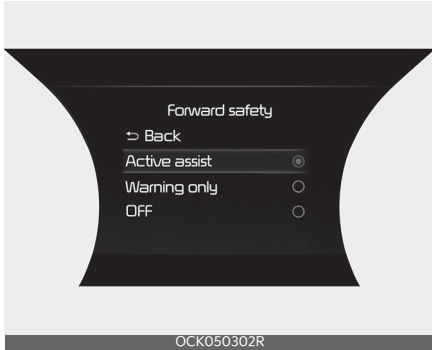 Forward safety
⮌ Back
Active assist
Warning only
OFF
OCK050302R